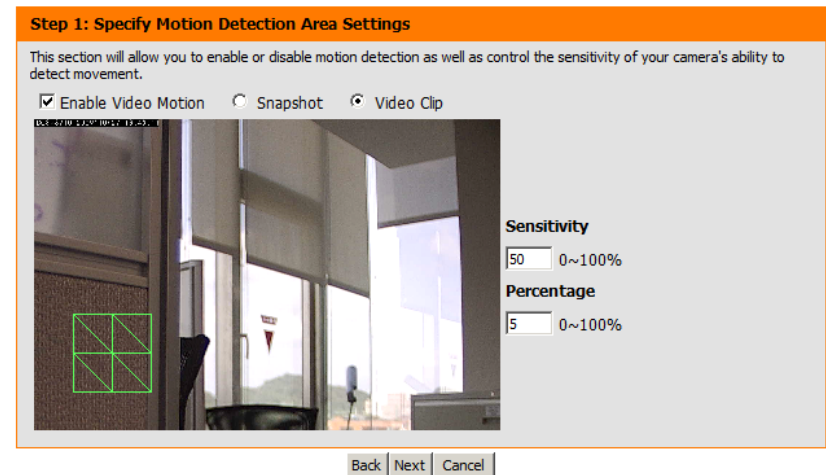 Step 1: Specify Motion Detection Area Settings
This section will allow you to enable or disable motion detection as well as control the sensitivity of your camera's ability to
detect movement.
Enable Video Motion Snapshot Video Clip
Sensitivity
50 0~100%
Percentage
5 0~100%
Back Next Cancel